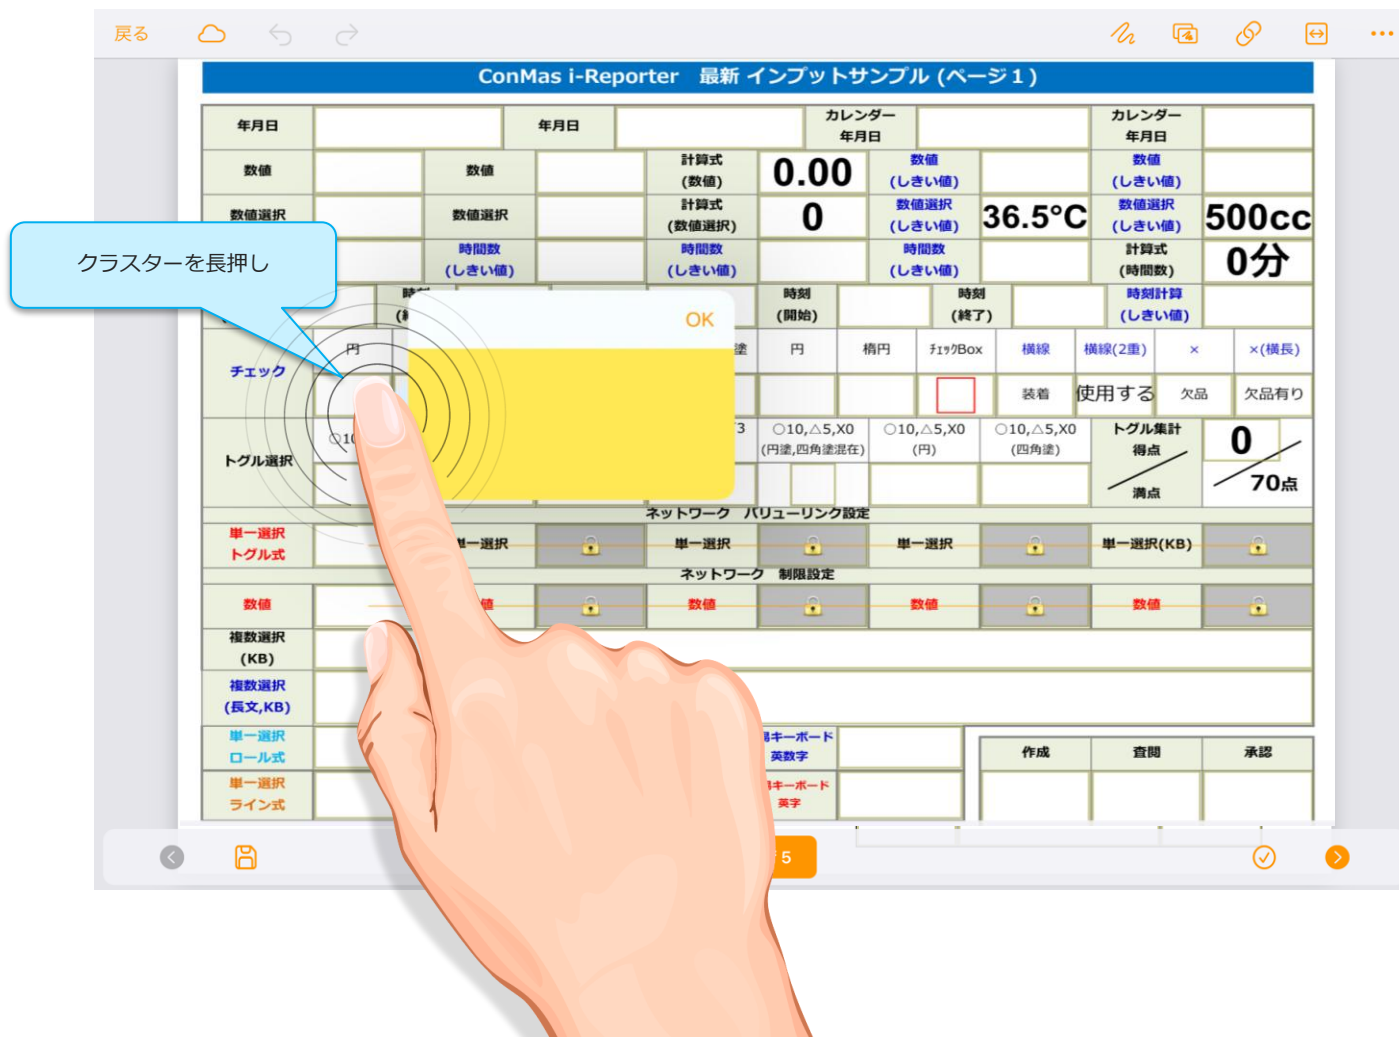 戻る
ConMas i-Reporter 最新 インプットサンプル (ページ１)
年月日 年月日 カレンダー 年月日 カレンダー 年月日
数値 数値 計算式 (数値) 0.00 数値 (しきい値) 数値 (しきい値)
数値選択 数値選択 計算式 (数値選択) 0 数値選択 (しきい値) 36.5°C 数値選択 (しきい値) 500cc
クラスターを長押し
時間数 (しきい値) 時間数 (しきい値) 時間数 (しきい値) 計算式 (時間数) 0分
時刻 (開始) 時刻 (終了) 時刻計算 (しきい値)
OK
チェック 円 塗 円 楕円 ﾁｪｯｸBox 横線 横線(2重) × ×(横長)
装着 使用する 欠品 欠品有り
トグル選択 ○10 3 ○10,△5,X0 (円塗,四角塗混在) ○10,△5,X0 (円) ○10,△5,X0 (四角塗) トグル集計 得点 0
満点 70点
ネットワーク バリューリンク設定
単一選択 トグル式 単一選択 単一選択 単一選択 単一選択(KB)
ネットワーク 制限設定
数値 値 数値 数値 数値
複数選択 (KB)
複数選択 (長文,KB)
単一選択 ロール式 キーボード 英数字 作成 査閲 承認
単一選択 ライン式 キーボード 英字
5